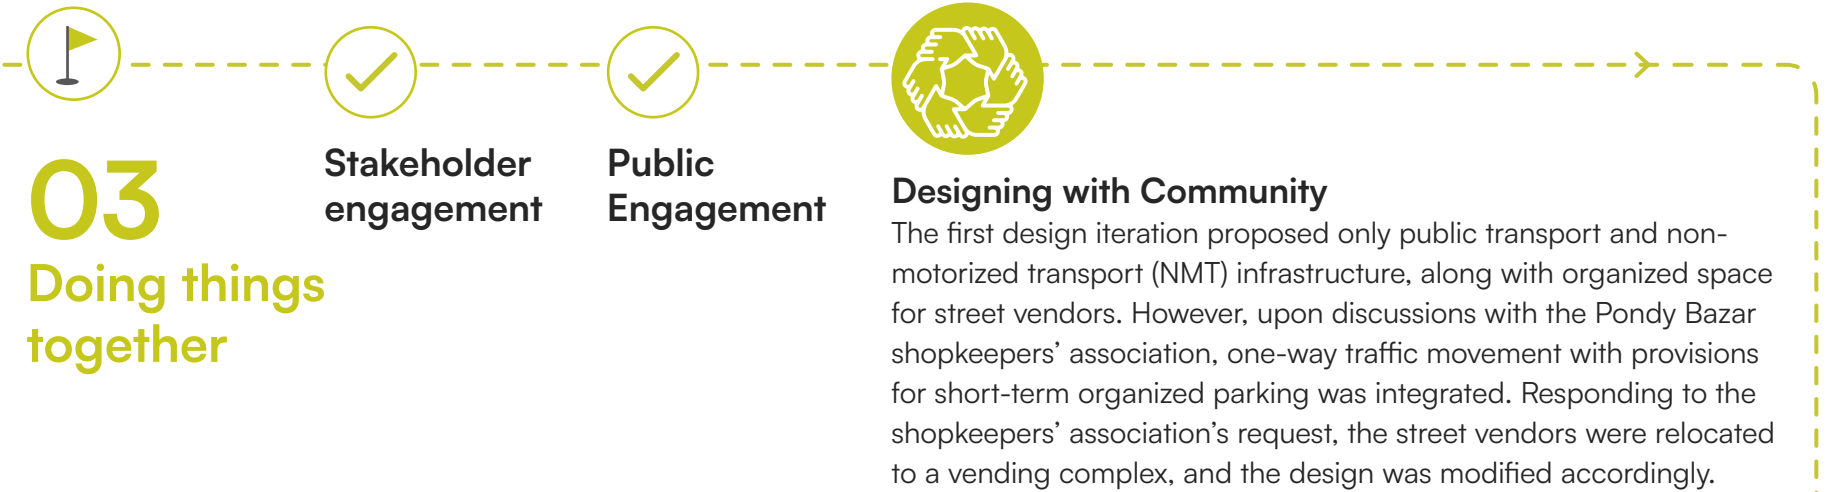 03
Doing things
together
Stakeholder
engagement
Public
Engagement
Designing with Community
The first design iteration proposed only public transport and non-
motorized transport (NMT) infrastructure, along with organized space
for street vendors. However, upon discussions with the Pondy Bazar
shopkeepers’ association, one-way traffic movement with provisions
for short-term organized parking was integrated. Responding to the
shopkeepers’ association’s request, the street vendors were relocated
to a vending complex, and the design was modified accordingly.